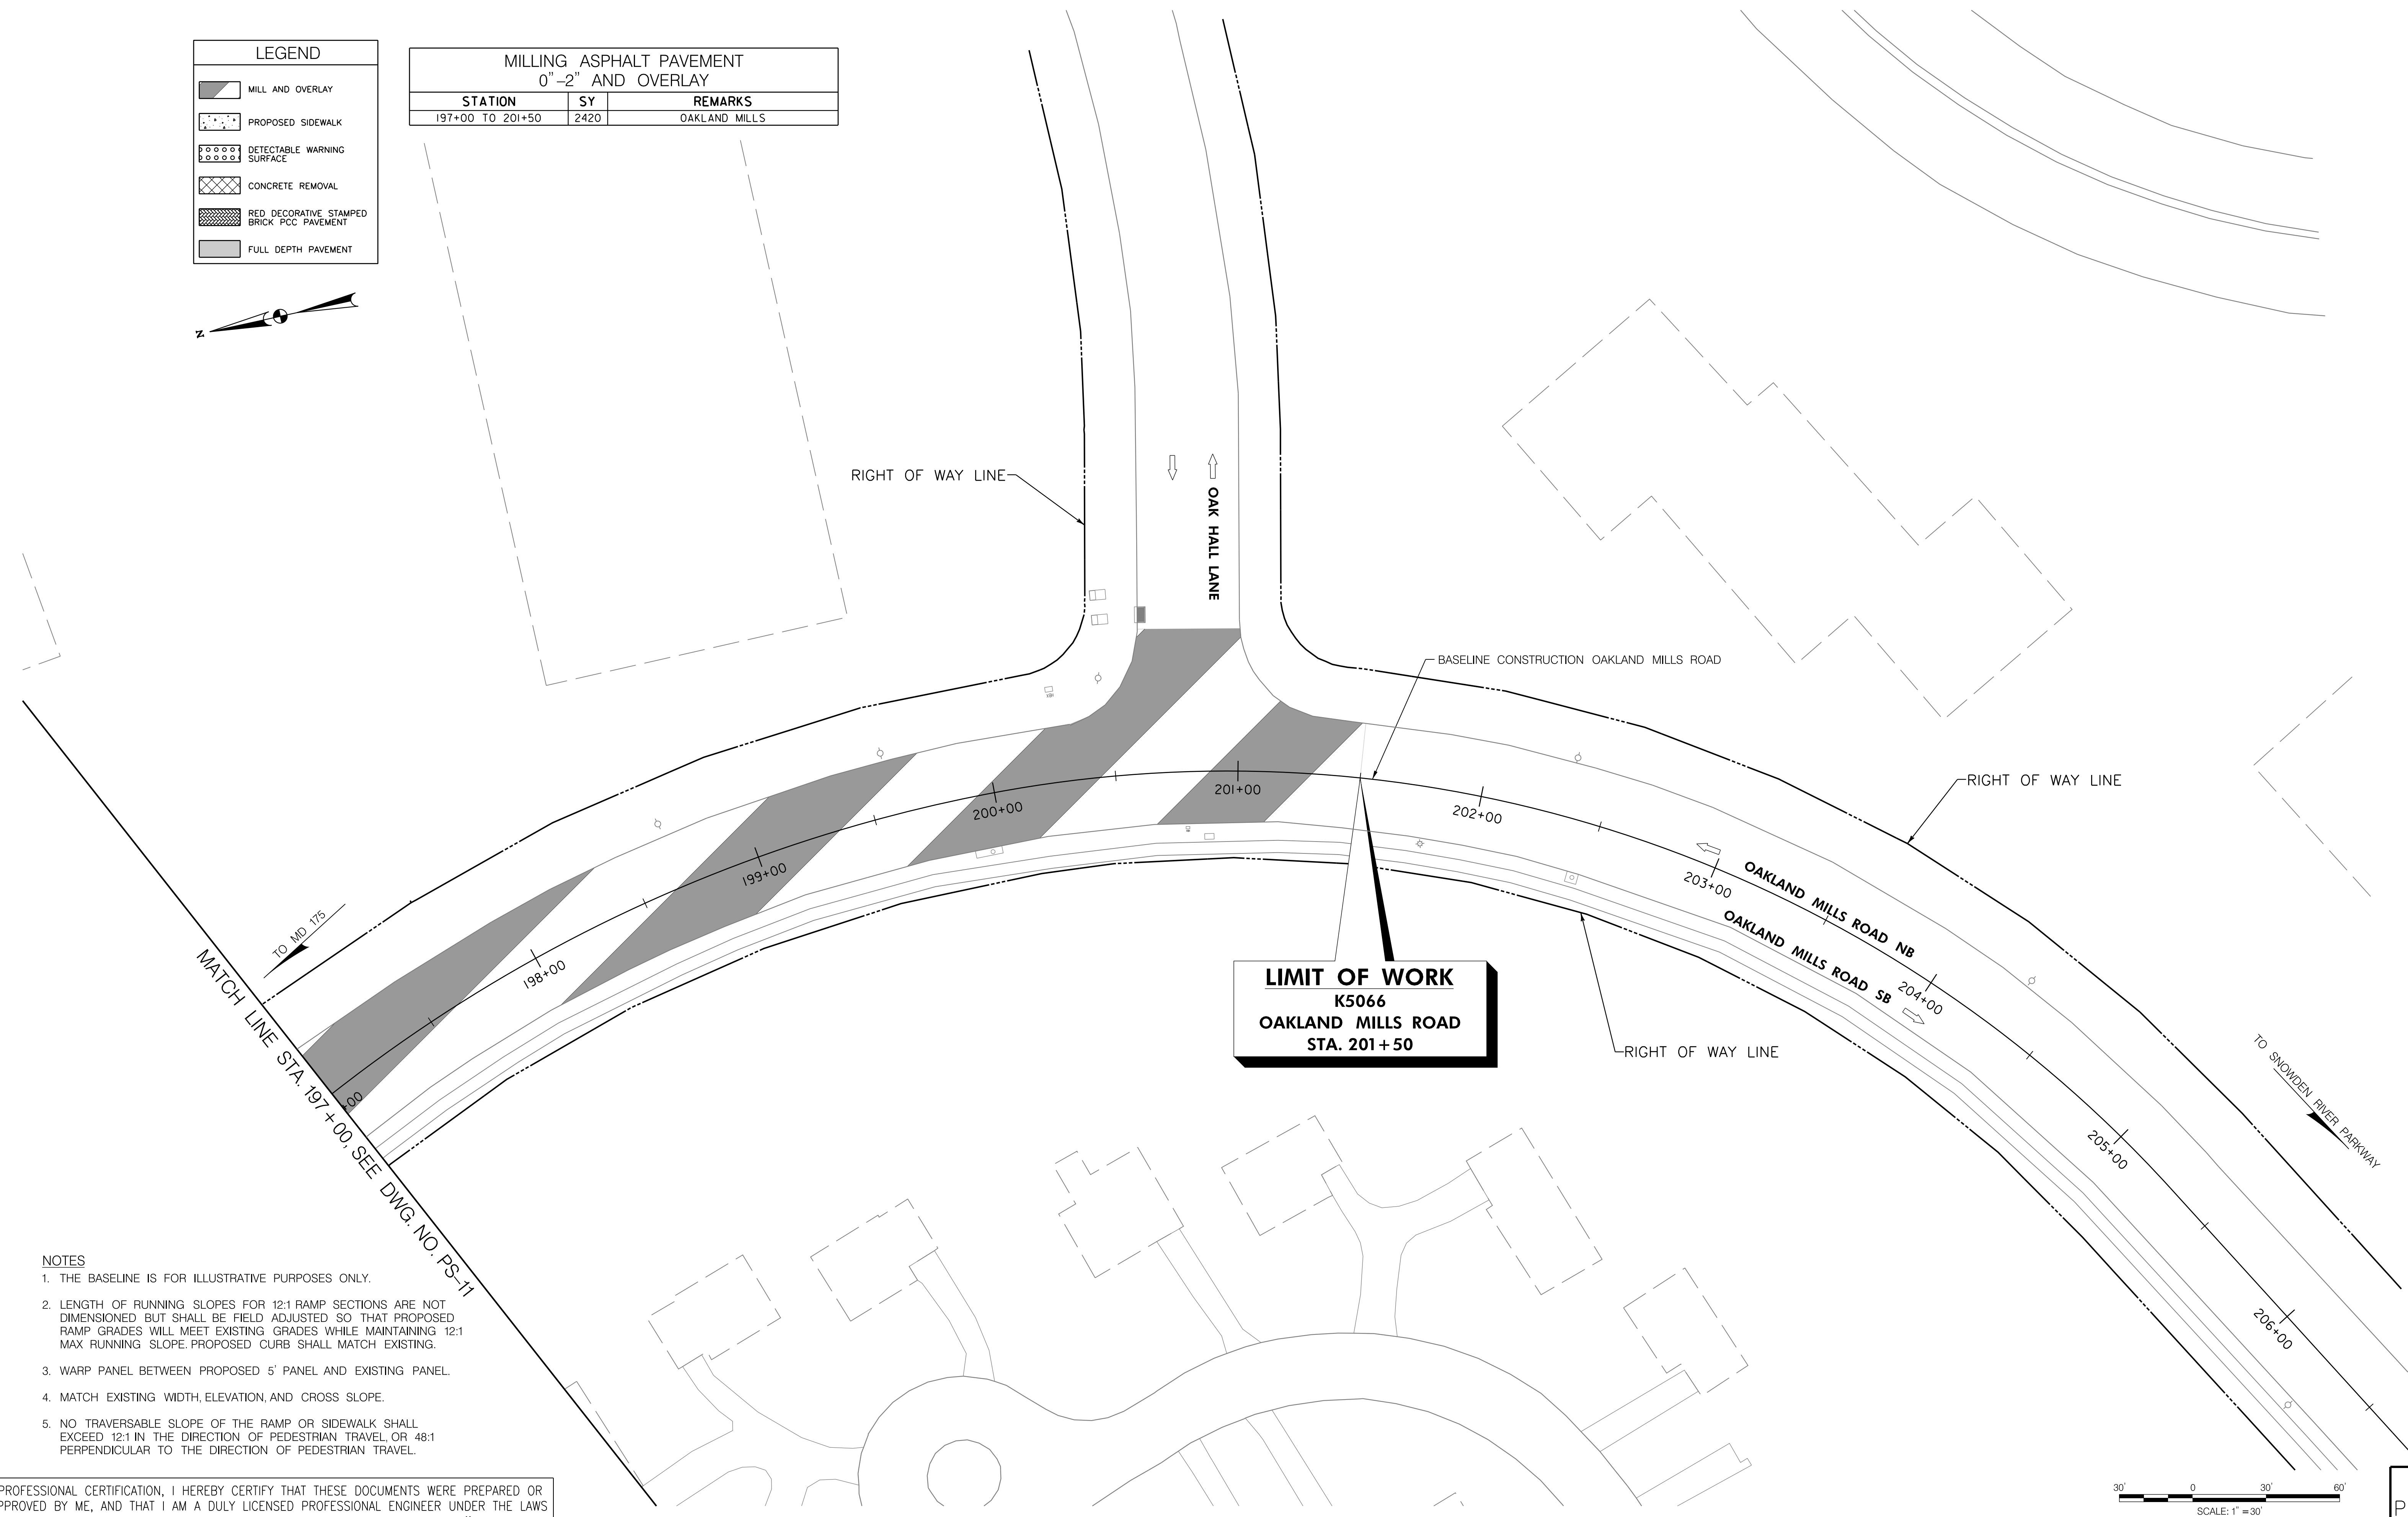 LEGEND
MILL AND OVERLAY
PROPOSED SIDEWALK
DETECTABLE WARNING
SURFACE
CONCRETE REMOVAL
RED DECORATIVE STAMPED
BRICK PCC PAVEMENT
FULL DEPTH PAVEMENT
MILLING ASPHALT PAVEMENT
0"-2" AND OVERLAY
STATION SY REMARKS
197+00 TO 201+50 2420 OAKLAND MILLS
N
RIGHT OF WAY LINE
OAK HALL LANE
BASELINE CONSTRUCTION OAKLAND MILLS ROAD
RIGHT OF WAY LINE
TO MD 175
MATCH LINE STA. 197+00, SEE DWG. NO. PS-11
+00
198+00
199+00
200+00
201+00
202+00
203+00
204+00
205+00
206+00
OAKLAND MILLS ROAD NB
OAKLAND MILLS ROAD SB
LIMIT OF WORK
K5066
OAKLAND MILLS ROAD
STA. 201+50
RIGHT OF WAY LINE
TO SNOWDEN RIVER PARKWAY
NOTES
1. THE BASELINE IS FOR ILLUSTRATIVE PURPOSES ONLY.
2. LENGTH OF RUNNING SLOPES FOR 12:1 RAMP SECTIONS ARE NOT
DIMENSIONED BUT SHALL BE FIELD ADJUSTED SO THAT PROPOSED
RAMP GRADES WILL MEET EXISTING GRADES WHILE MAINTAINING 12:1
MAX RUNNING SLOPE. PROPOSED CURB SHALL MATCH EXISTING.
3. WARP PANEL BETWEEN PROPOSED 5' PANEL AND EXISTING PANEL.
4. MATCH EXISTING WIDTH, ELEVATION, AND CROSS SLOPE.
5. NO TRAVERSABLE SLOPE OF THE RAMP OR SIDEWALK SHALL
EXCEED 12:1 IN THE DIRECTION OF PEDESTRIAN TRAVEL, OR 48:1
PERPENDICULAR TO THE DIRECTION OF PEDESTRIAN TRAVEL.
PROFESSIONAL CERTIFICATION, I HEREBY CERTIFY THAT THESE DOCUMENTS WERE PREPARED OR
PPROVED BY ME, AND THAT I AM A DULY LICENSED PROFESSIONAL ENGINEER UNDER THE LAWS
30' 0 30' 60'
SCALE: 1" = 30'
P